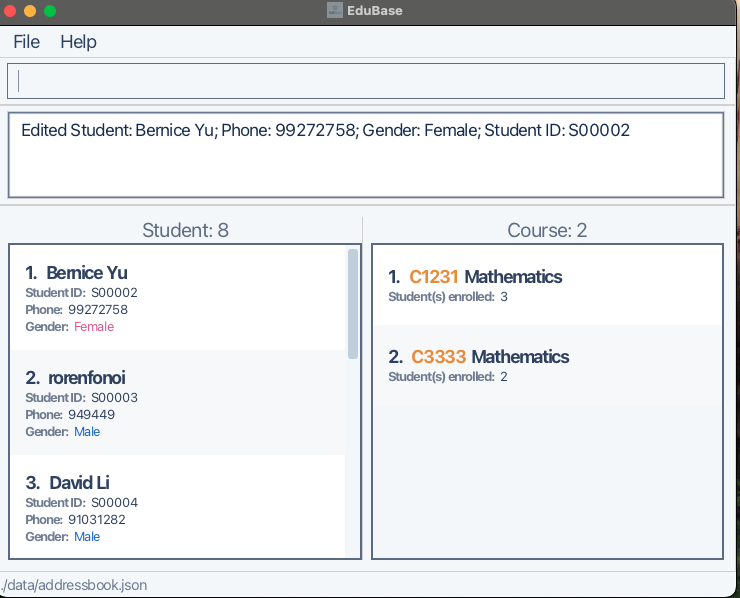 EduBase
File Help
Edited Student: Bernice Yu; Phone: 99272758; Gender: Female; Student ID: S00002
Student: 8
1. Bernice Yu
Student ID: S00002
Phone: 99272758
Gender: Female
2. rorenfonoi
Student ID: S00003
Phone: 949449
Gender: Male
3. David Li
Student ID: S00004
Phone: 91031282
Gender: Male
Course: 2
1. C1231 Mathematics
Student(s) enrolled: 3
2. C3333 Mathematics
Student(s) enrolled: 2
./data/addressbook.json